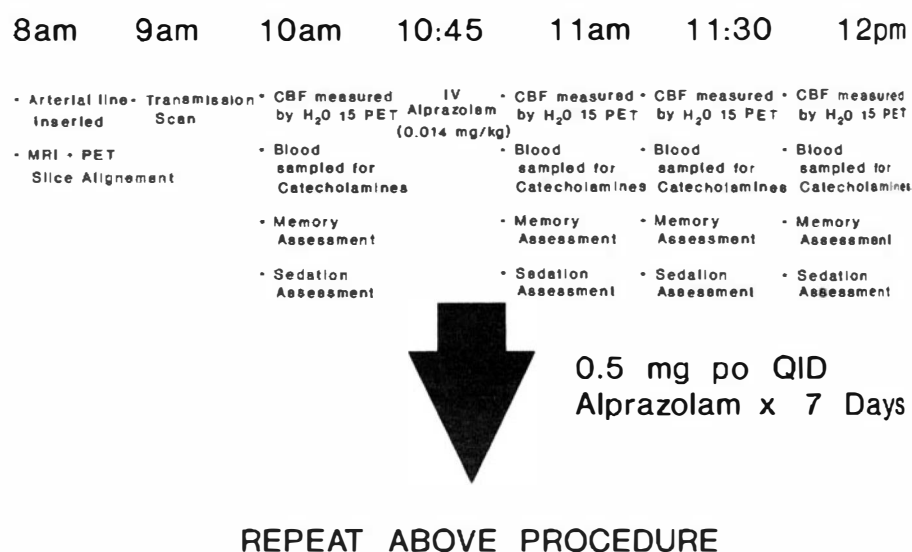 8am 9am 10am 10:45 11am 11:30 12pm
- Arterial line Inserted
- MRI + PET Slice Alignement
- Transmission Scan
- CBF measured by H₂O 15 PET
- Blood sampled for Catecholamines
- Memory Assessment
- Sedation Assessment
IV
Alprazolam
(0.014 mg/kg)
- CBF measured by H₂O 15 PET
- Blood sampled for Catecholamines
- Memory Assessment
- Sedation Assessment
- CBF measured by H₂O 15 PET
- Blood sampled for Catecholamines
- Memory Assessment
- Sedation Assessment
- CBF measured by H₂O 15 PET
- Blood sampled for Catecholamines
- Memory Assessment
- Sedation Assessment
0.5 mg po QID
Alprazolam x 7 Days
REPEAT ABOVE PROCEDURE